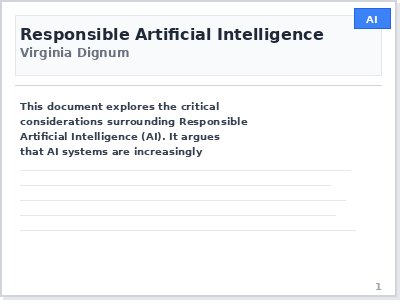 AI
Responsible Artificial Intelligence
Virginia Dignum
This document explores the critical
considerations surrounding Responsible
Artificial Intelligence (AI). It argues
that AI systems are increasingly
1